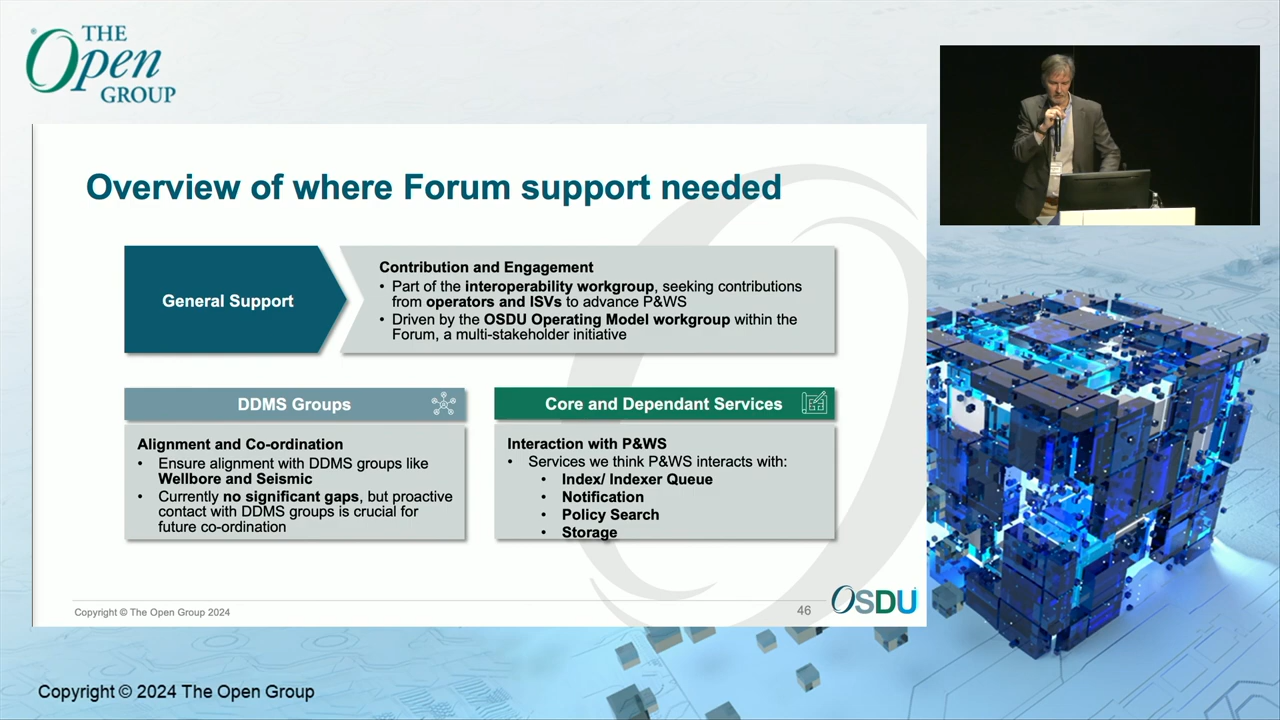 THE
Open
GROUP
Overview of where Forum support needed
General Support
Contribution and Engagement
• Part of the interoperability workgroup, seeking contributions
from operators and ISVs to advance P&WS
• Driven by the OSDU Operating Model workgroup within the
Forum, a multi-stakeholder initiative
DDMS Groups
Alignment and Co-ordination
• Ensure alignment with DDMS groups like
Wellbore and Seismic
• Currently no significant gaps, but proactive
contact with DDMS groups is crucial for
future co-ordination
Core and Dependant Services
Interaction with P&WS
• Services we think P&WS interacts with:
• Index/ Indexer Queue
• Notification
• Policy Search
• Storage
Copyright © The Open Group 2024
46
OSDU
Copyright © 2024 The Open Group